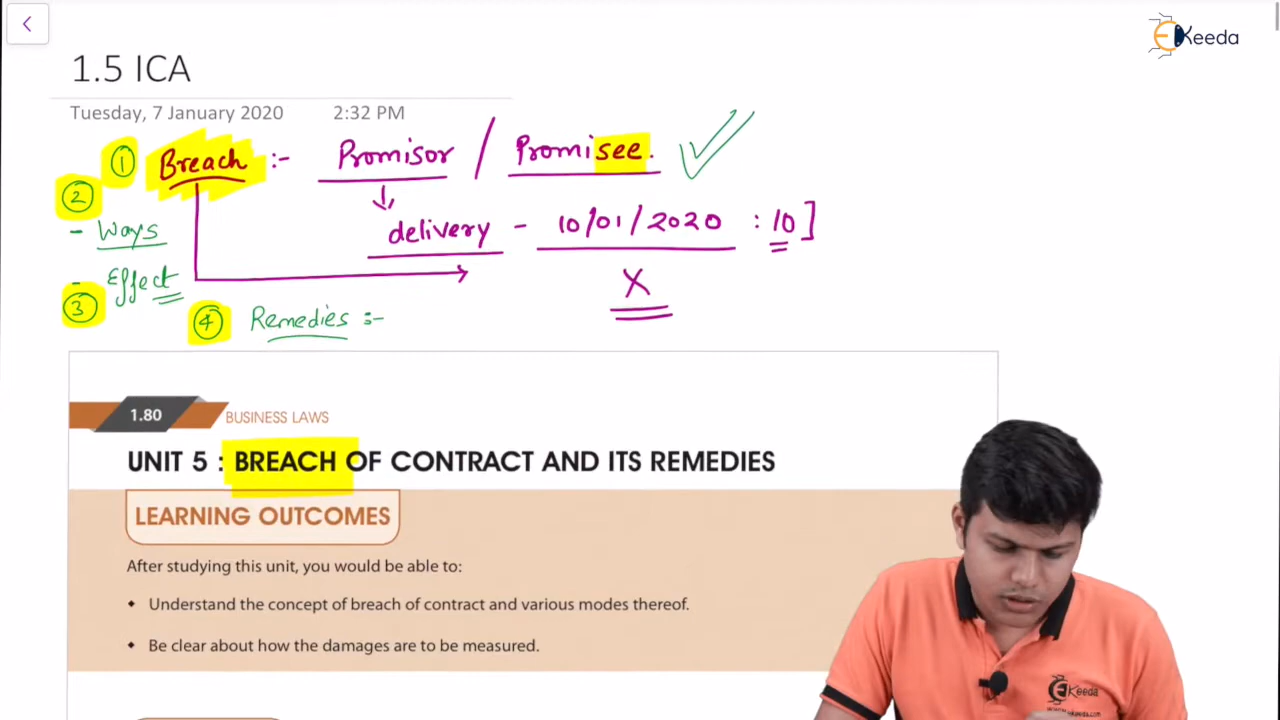 EKeeda
1.5 ICA
Tuesday, 7 January 2020 2:32 PM
① Breach :- Promisor / Promisee.
② - Ways
delivery - 10/01/2020 : 10]
- Effect
X
③
④ Remedies :-
1.80 BUSINESS LAWS
UNIT 5 : BREACH OF CONTRACT AND ITS REMEDIES
LEARNING OUTCOMES
After studying this unit, you would be able to:
♦ Understand the concept of breach of contract and various modes thereof.
♦ Be clear about how the damages are to be measured.
EKeeda